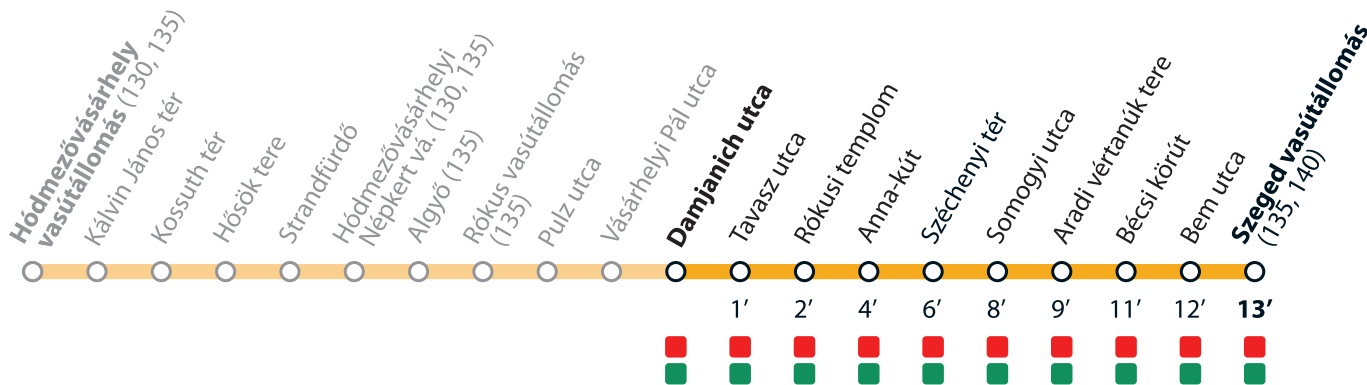 Hódmezővásárhely
vasútállomás (130, 135)
Kálvin János tér
Kossuth tér
Hősök tere
Strandfürdő
Hódmezővásárhelyi
Népkert vá. (130, 135)
Algyő (135)
Rókus vasútállomás
(135)
Pulz utca
Vásárhelyi Pál utca
Damjanich utca
Tavasz utca
Rókusi templom
Anna-kút
Széchenyi tér
Somogyi utca
Aradi vértanúk tere
Bécsi körút
Bem utca
Szeged vasútállomás
(135, 140)
1’ 2’ 4’ 6’ 8’ 9’ 11’ 12’ 13’